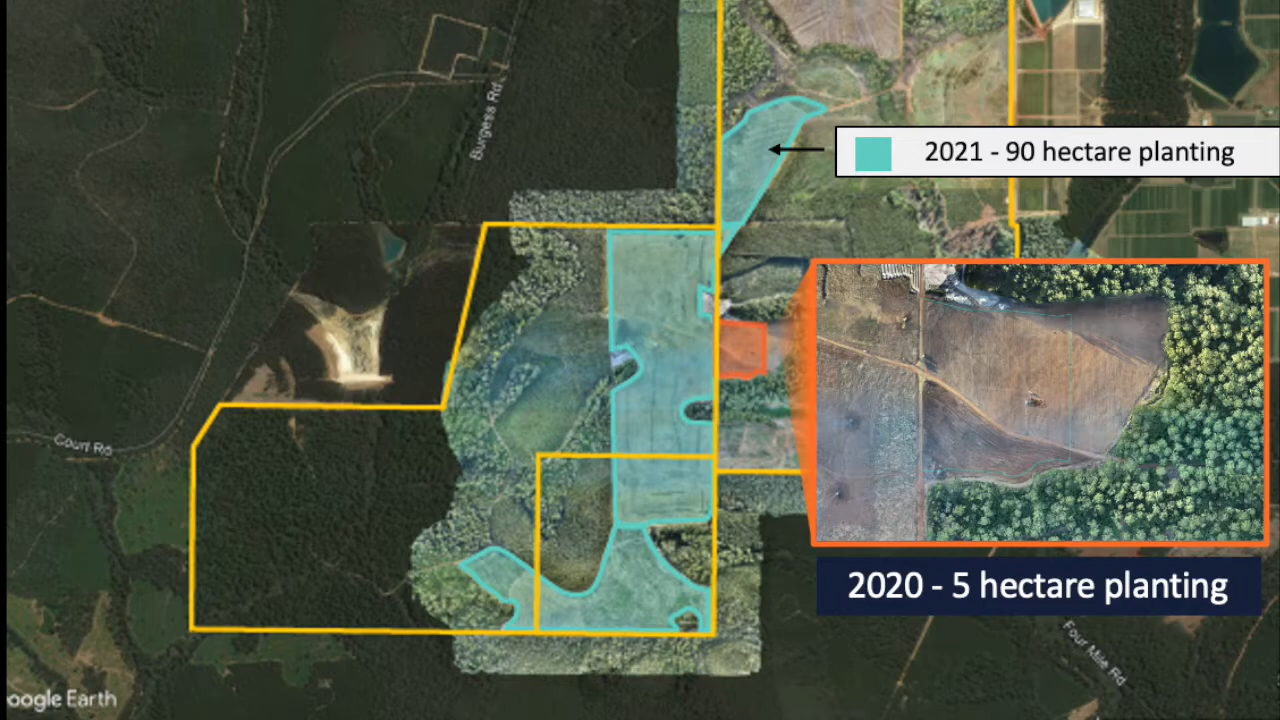 Burgess Rd
2021 - 90 hectare planting
Court Rd
2020 - 5 hectare planting
Four Mile Rd
oogle Earth